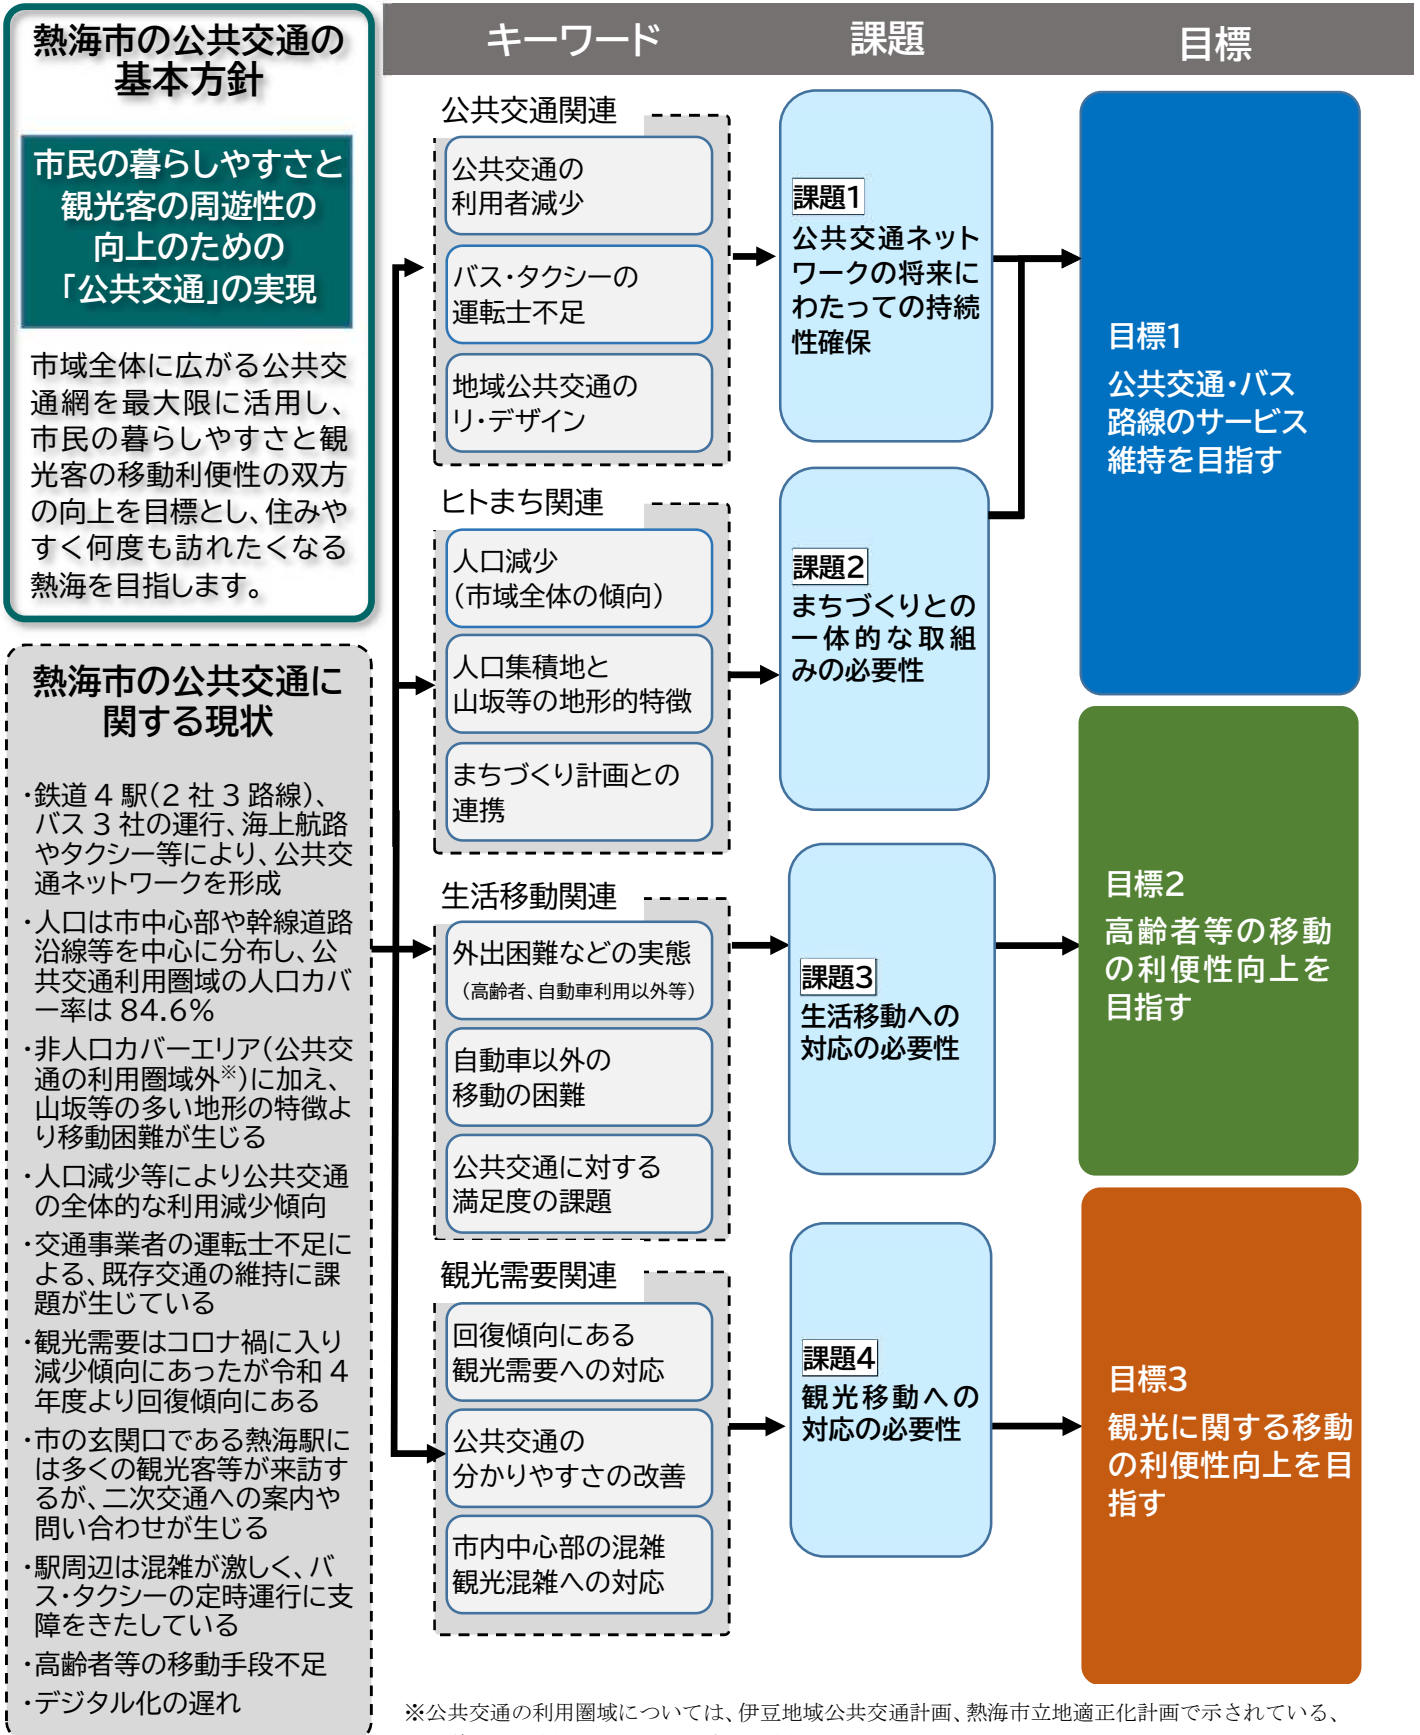 熱海市の公共交通の
基本方針
市民の暮らしやすさと
観光客の周遊性の
向上のための
「公共交通」の実現
市域全体に広がる公共交
通網を最大限に活用し、
市民の暮らしやすさと観
光客の移動利便性の双方
の向上を目標とし、住みや
すく何度も訪れたくなる
熱海を目指します。
熱海市の公共交通に
関する現状
・鉄道４駅（２社３路線）、
バス３社の運行、海上航路
やタクシー等により、公共交
通ネットワークを形成
・人口は市中心部や幹線道路
沿線等を中心に分布し、公
共交通利用圏域の人口カバ
ー率は 84.6%
・非人口カバーエリア（公共交
通の利用圏域外※）に加え、
山坂等の多い地形の特徴よ
り移動困難が生じる
・人口減少等により公共交通
の全体的な利用減少傾向
・交通事業者の運転士不足に
よる、既存交通の維持に課
題が生じている
・観光需要はコロナ禍に入り
減少傾向にあったが令和４
年度より回復傾向にある
・市の玄関口である熱海駅に
は多くの観光客等が来訪す
るが、二次交通への案内や
問い合わせが生じる
・駅周辺は混雑が激しく、バ
ス・タクシーの定時運行に支
障をきたしている
・高齢者等の移動手段不足
・デジタル化の遅れ
キーワード
課題
目標
公共交通関連
公共交通の
利用者減少
バス・タクシーの
運転士不足
地域公共交通の
リ・デザイン
ヒトまち関連
人口減少
（市域全体の傾向）
人口集積地と
山坂等の地形的特徴
まちづくり計画との
連携
生活移動関連
外出困難などの実態
（高齢者、自動車利用以外等）
自動車以外の
移動の困難
公共交通に対する
満足度の課題
観光需要関連
回復傾向にある
観光需要への対応
公共交通の
分かりやすさの改善
市内中心部の混雑
観光混雑への対応
課題1
公共交通ネット
ワークの将来に
わたっての持続
性確保
課題2
まちづくりとの
一体的な取組
みの必要性
課題3
生活移動への
対応の必要性
課題4
観光移動への
対応の必要性
目標1
公共交通・バス
路線のサービス
維持を目指す
目標2
高齢者等の移動
の利便性向上を
目指す
目標3
観光に関する移動
の利便性向上を目
指す
※公共交通の利用圏域については、伊豆地域公共交通計画、熱海市立地適正化計画で示されている、